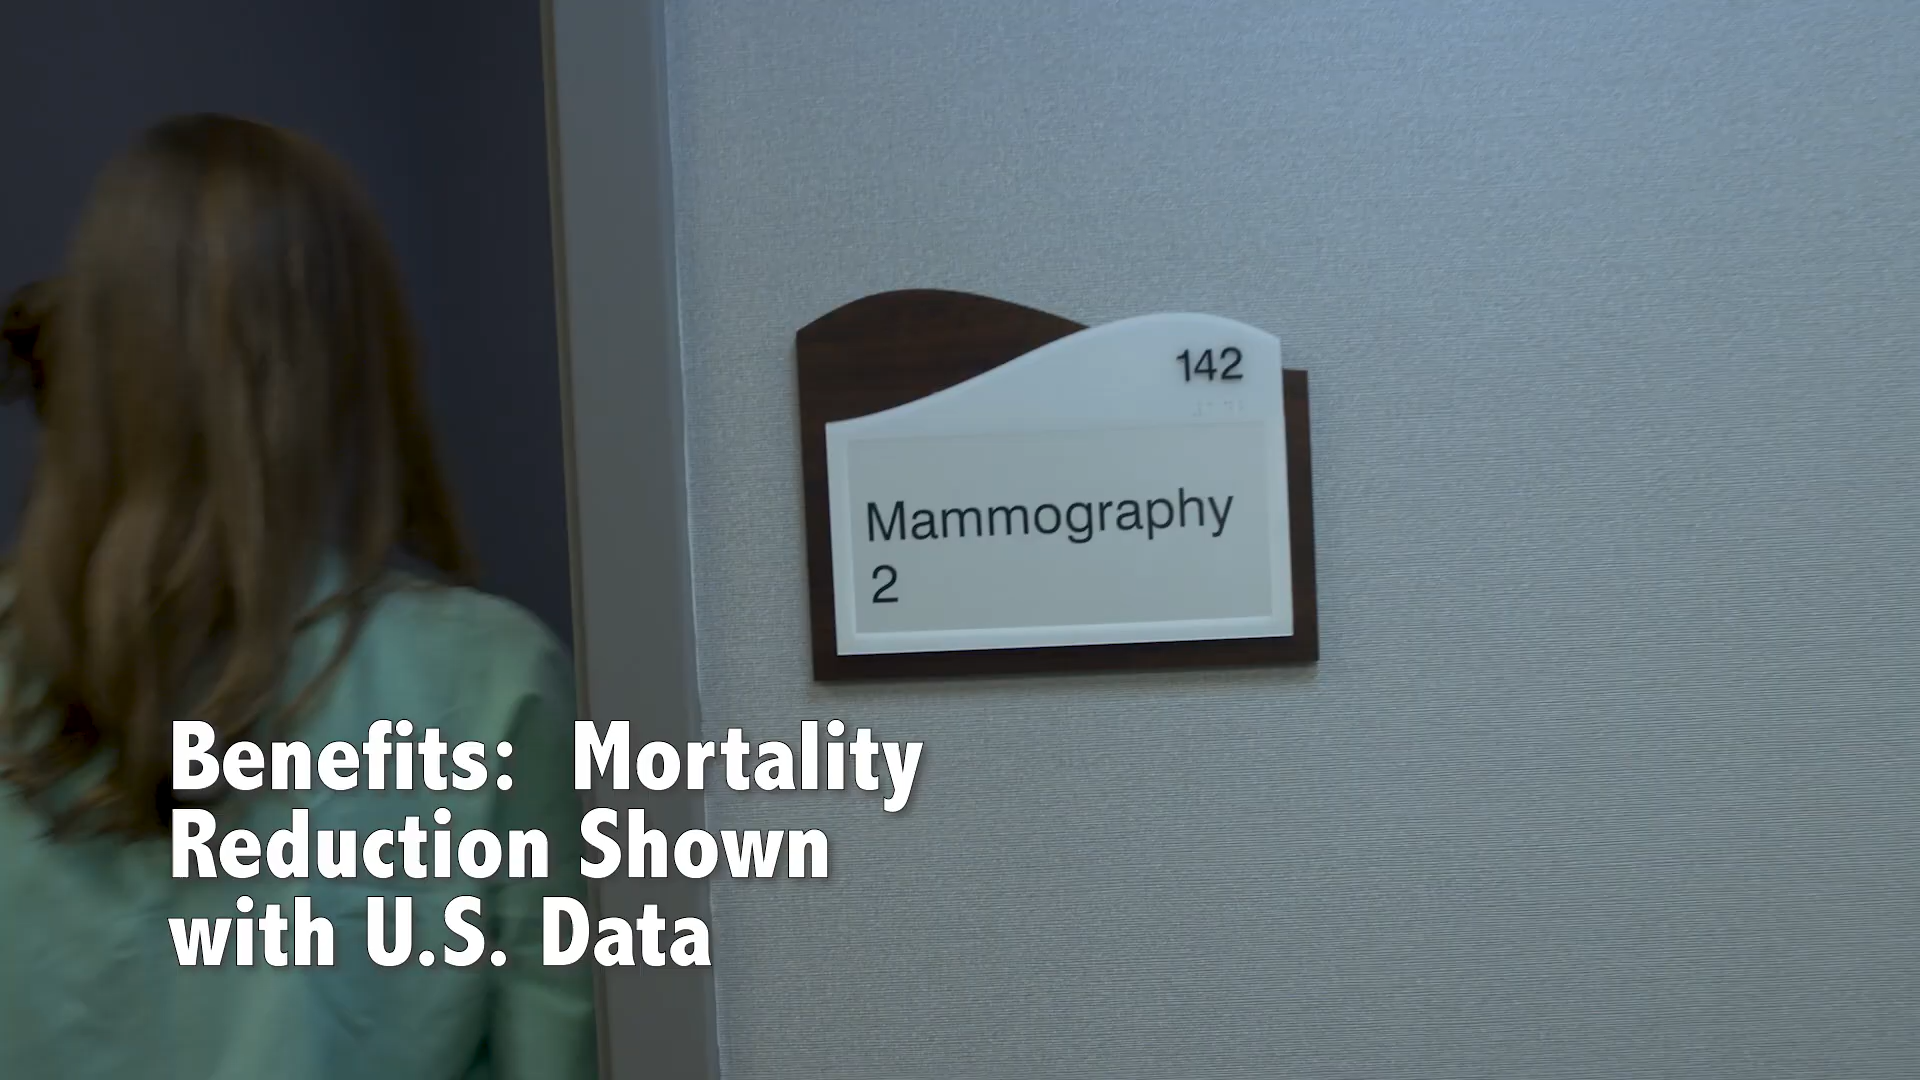 142
Mammography
2
Benefits: Mortality
Reduction Shown
with U.S. Data